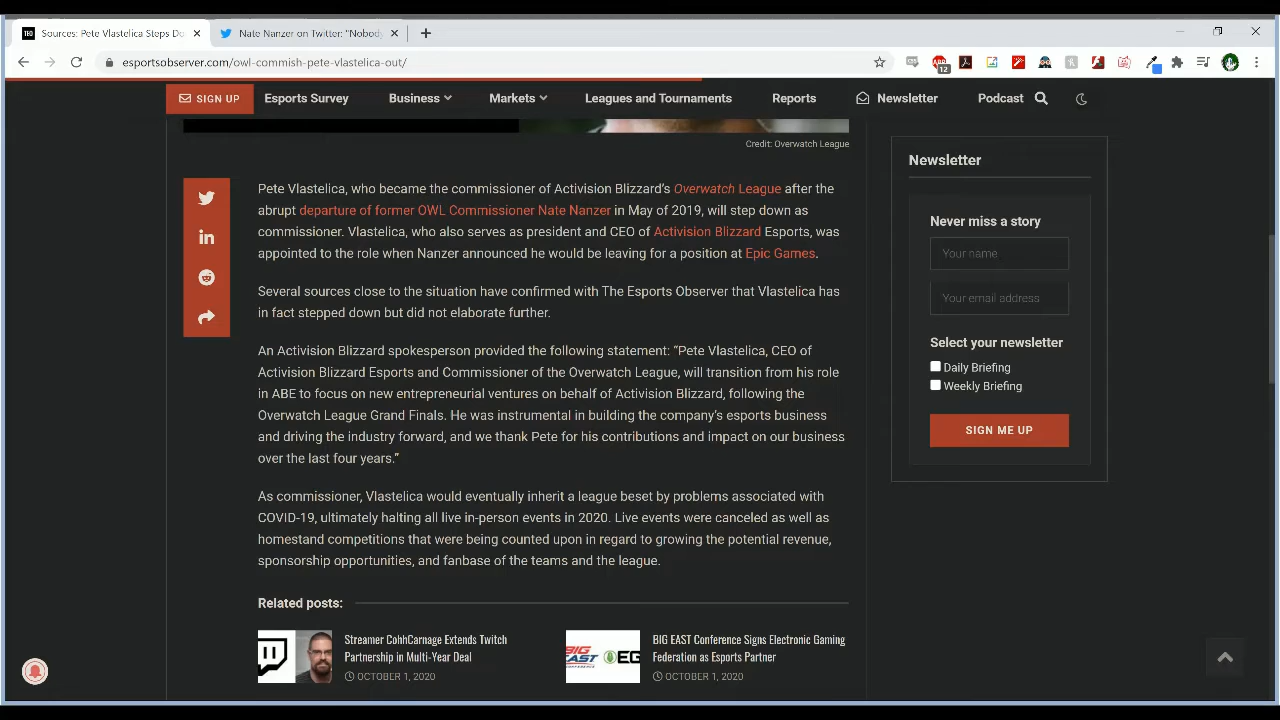 TEO Sources: Pete Vlastelica Steps Do
Nate Nanzer on Twitter: "Nobody
esportsobserver.com/owl-commish-pete-vlastelica-out/
12
SIGN UP Esports Survey Business Markets Leagues and Tournaments Reports Newsletter Podcast
Credit: Overwatch League
Pete Vlastelica, who became the commissioner of Activision Blizzard's Overwatch League after the
abrupt departure of former OWL Commissioner Nate Nanzer in May of 2019, will step down as
commissioner. Vlastelica, who also serves as president and CEO of Activision Blizzard Esports, was
appointed to the role when Nanzer announced he would be leaving for a position at Epic Games.
Several sources close to the situation have confirmed with The Esports Observer that Vlastelica has
in fact stepped down but did not elaborate further.
An Activision Blizzard spokesperson provided the following statement: “Pete Vlastelica, CEO of
Activision Blizzard Esports and Commissioner of the Overwatch League, will transition from his role
in ABE to focus on new entrepreneurial ventures on behalf of Activision Blizzard, following the
Overwatch League Grand Finals. He was instrumental in building the company's esports business
and driving the industry forward, and we thank Pete for his contributions and impact on our business
over the last four years.”
As commissioner, Vlastelica would eventually inherit a league beset by problems associated with
COVID-19, ultimately halting all live in-person events in 2020. Live events were canceled as well as
homestand competitions that were being counted upon in regard to growing the potential revenue,
sponsorship opportunities, and fanbase of the teams and the league.
Related posts:
Streamer CohhCarnage Extends Twitch
Partnership in Multi-Year Deal
OCTOBER 1, 2020
BIG EAST
EG
BIG EAST Conference Signs Electronic Gaming
Federation as Esports Partner
OCTOBER 1, 2020
Newsletter
Never miss a story
Your name
Your email address
Select your newsletter
Daily Briefing
Weekly Briefing
SIGN ME UP